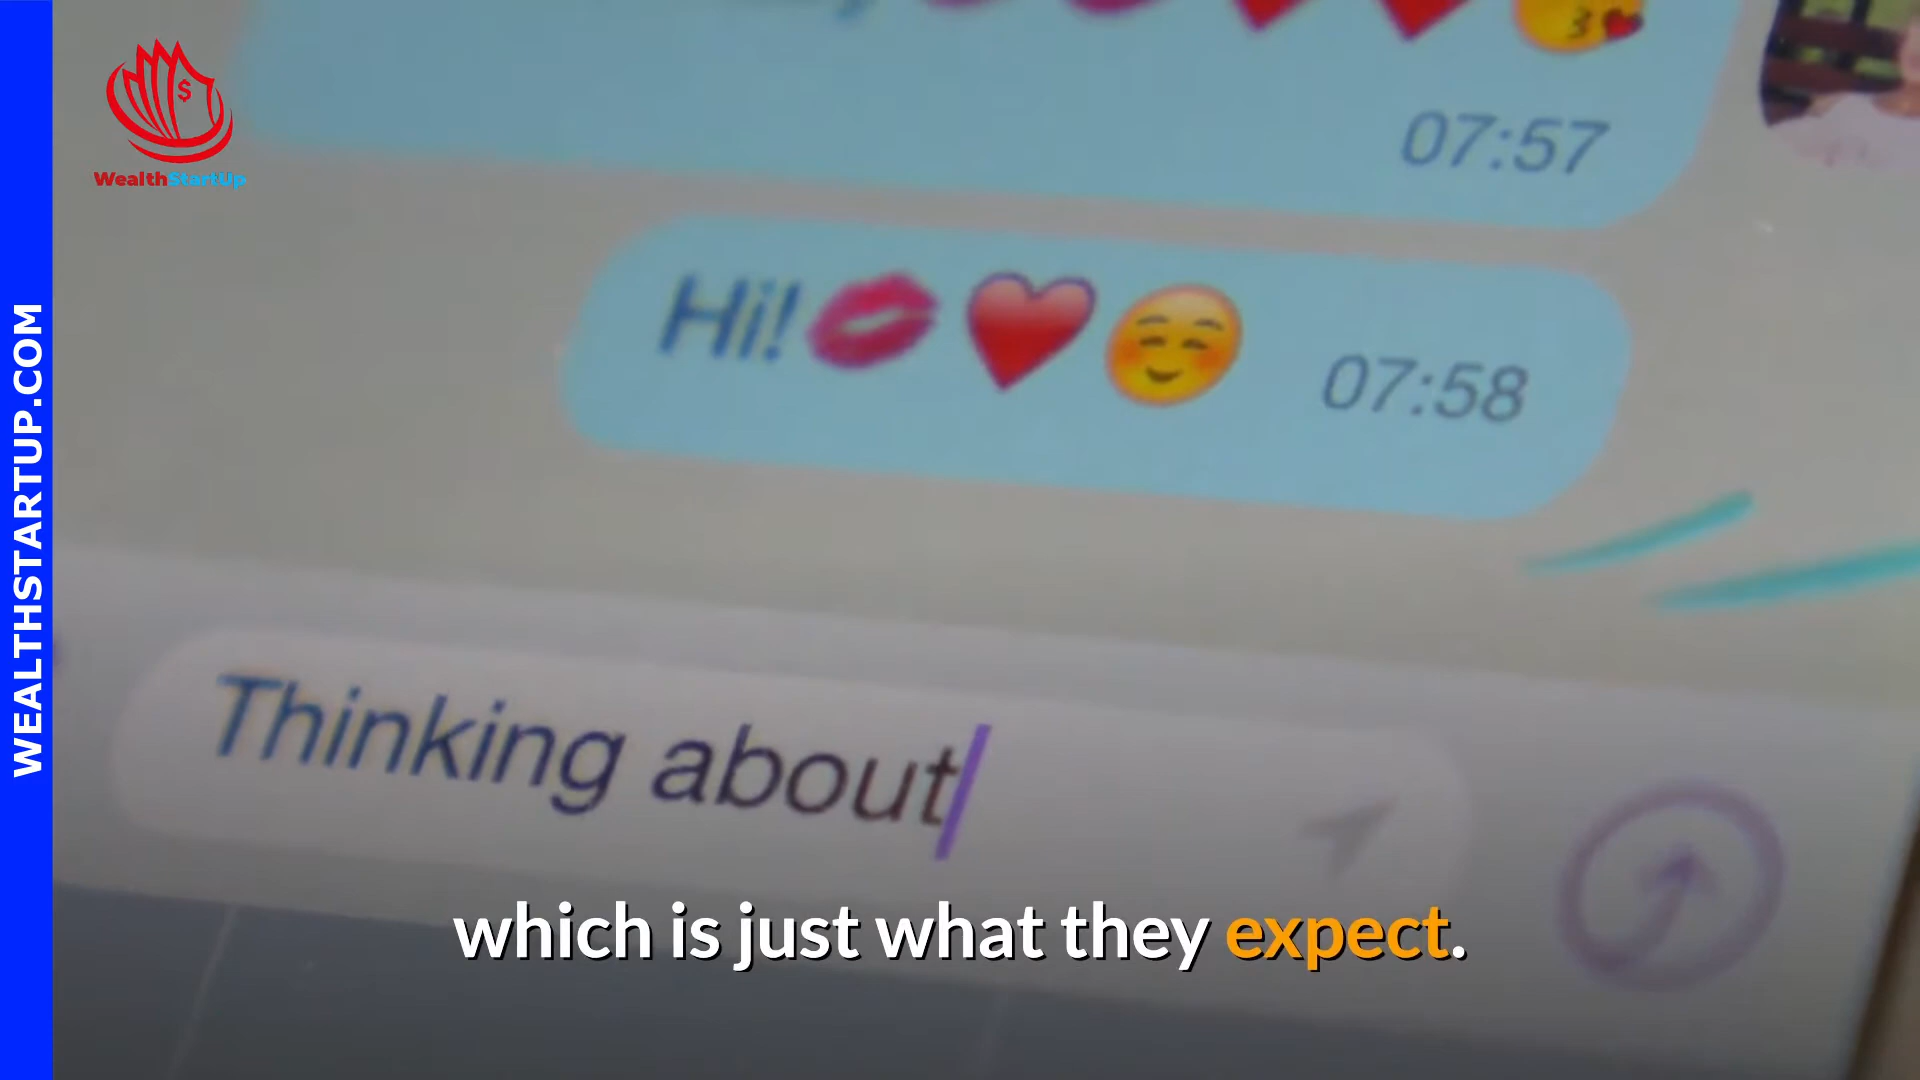 $
WealthStartUp
WEALTHSTARTUP.COM
07:57
Hi!💋❤️😊 07:58
Thinking about
which is just what they expect.